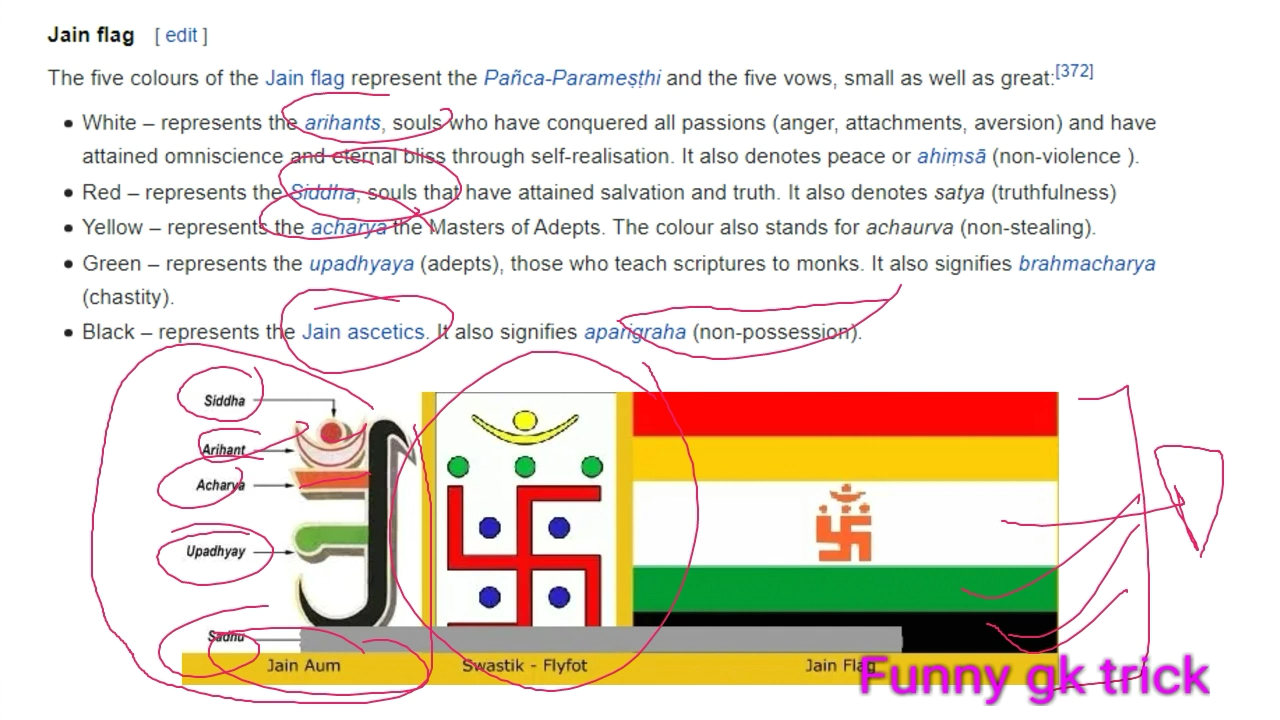 Jain flag [ edit ]
The five colours of the Jain flag represent the Pañca-Parameṣṭhi and the five vows, small as well as great:[372]
• White – represents the arihants, souls who have conquered all passions (anger, attachments, aversion) and have
attained omniscience and eternal bliss through self-realisation. It also denotes peace or ahiṃsā (non-violence ).
• Red – represents the Siddha, souls that have attained salvation and truth. It also denotes satya (truthfulness)
• Yellow – represents the acharya the Masters of Adepts. The colour also stands for achaurva (non-stealing).
• Green – represents the upadhyaya (adepts), those who teach scriptures to monks. It also signifies brahmacharya
(chastity).
• Black – represents the Jain ascetics. It also signifies aparigraha (non-possession).
Siddha
Arihant
Acharya
Upadhyay
Sadhu
Jain Aum Swastik - Flyfot Jain Flag
Funny gk trick